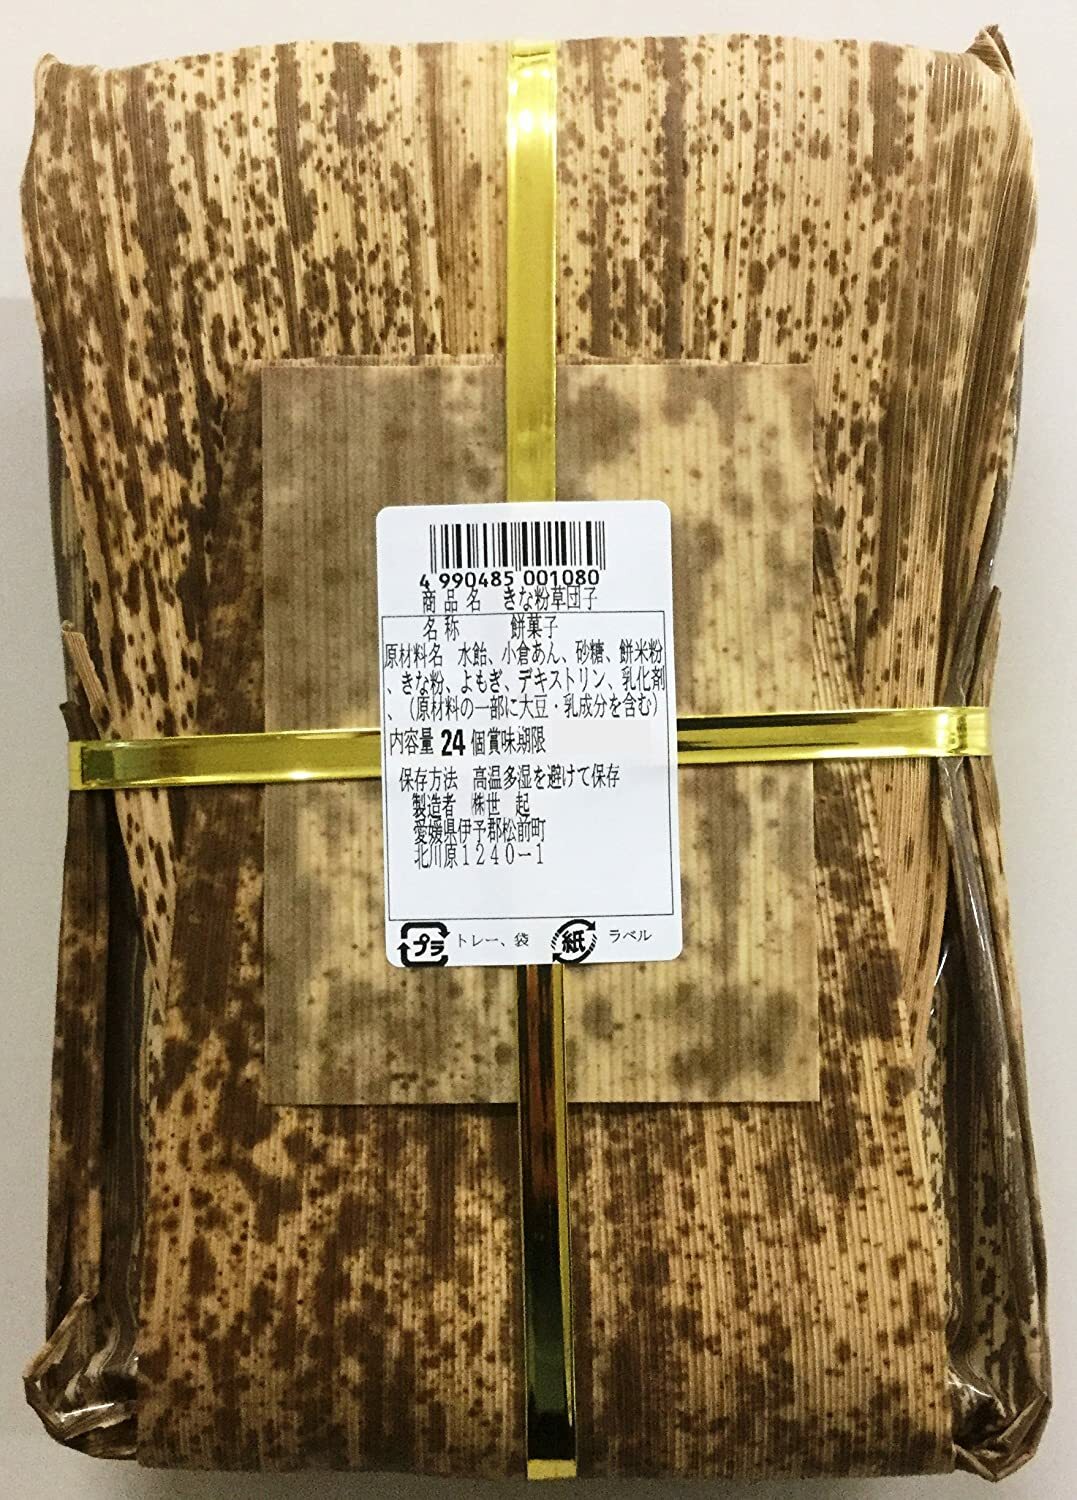 4 990485 001080
商品名 きな粉草団子
名称 餅菓子
原材料名 水飴、小倉あん、砂糖、餅米粉
、きな粉、よもぎ、デキストリン、乳化剤
、（原材料の一部に大豆・乳成分を含む）
内容量 24 個賞味期限
保存方法 高温多湿を避けて保存
製造者 ㈱世 起
愛媛県伊予郡松前町
北川原１２４０－１
プラ トレー、袋 紙 ラベル